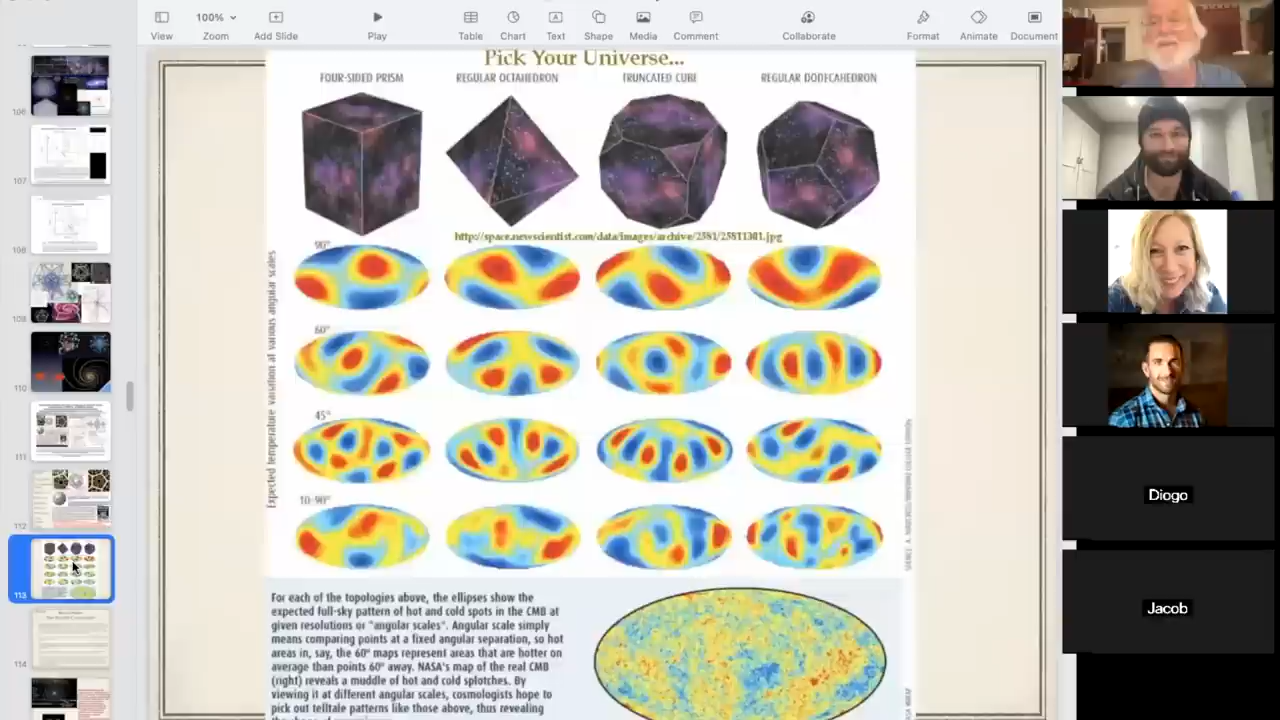 View
100%
Zoom
Add Slide
Play
Table
Chart
Text
Shape
Media
Comment
Collaborate
Format
Animate
Document
Pick Your Universe...
FOUR-SIDED PRISM
REGULAR OCTAHEDRON
TRUNCATED CUBE
REGULAR DODECAHEDRON
http://space.newscientist.com/data/images/archive/2581/25811301.jpg
Expected temperature variation at various angular scales
90°
60°
45°
10-90°
For each of the topologies above, the ellipses show the
expected full-sky pattern of hot and cold spots in the CMB at
given resolutions or "angular scales". Angular scale simply
means comparing points at a fixed angular separation, so hot
areas in, say, the 60° maps represent areas that are hotter on
average than points 60° away. NASA's map of the real CMB
(right) reveals a muddle of hot and cold splotches. By
viewing it at different angular scales, cosmologists hope to
pick out telltale patterns like those above, thus revealing
106
107
108
109
110
111
112
113
114
Diogo
Jacob